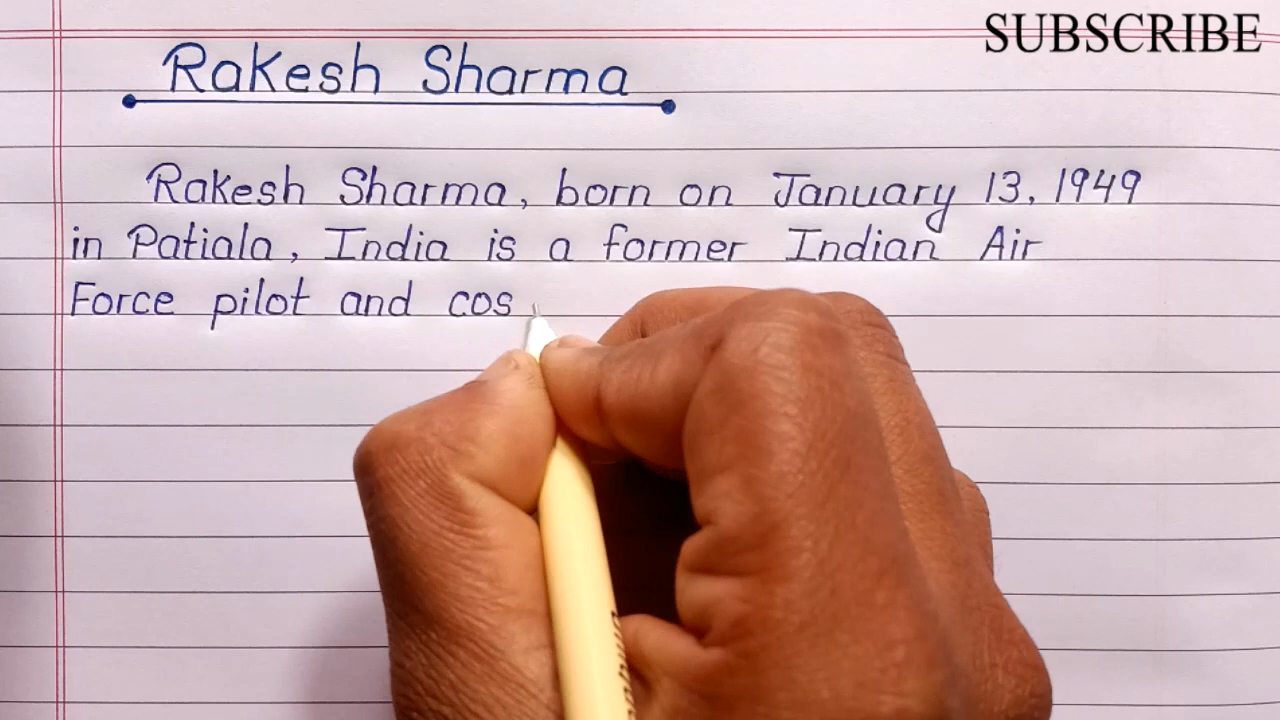 SUBSCRIBE
Rakesh Sharma
Rakesh Sharma, born on January 13, 1949
in Patiala, India is a former Indian Air
Force pilot and cos